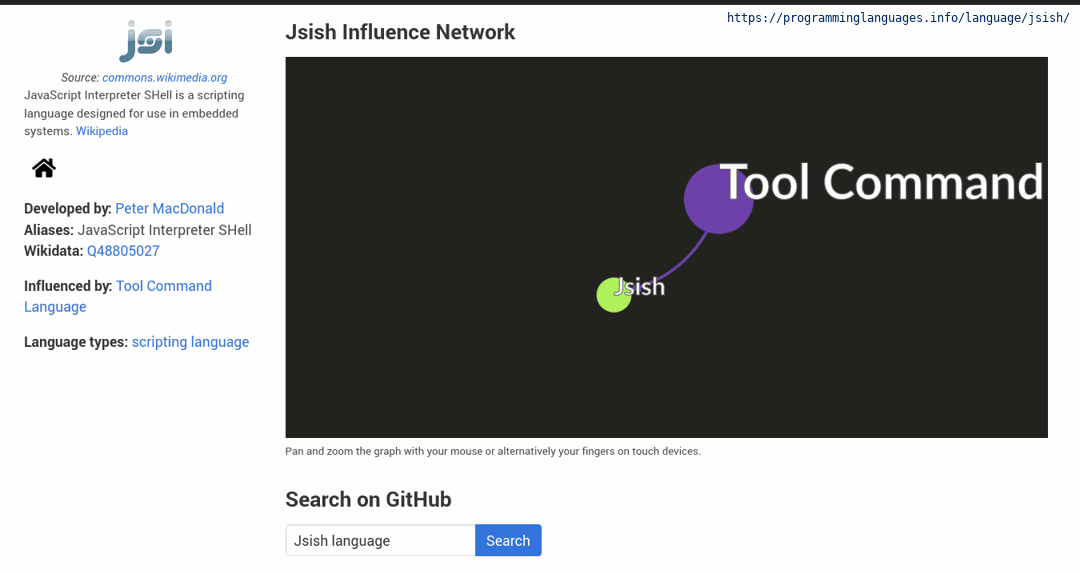 https://programminglanguages.info/language/jsish/
jsi
Source: commons.wikimedia.org
JavaScript Interpreter SHell is a scripting
language designed for use in embedded
systems. Wikipedia
Developed by: Peter MacDonald
Aliases: JavaScript Interpreter SHell
Wikidata: Q48805027
Influenced by: Tool Command
Language
Language types: scripting language
Jsish Influence Network
Tool Command
Jsish
Pan and zoom the graph with your mouse or alternatively your fingers on touch devices.
Search on GitHub
Jsish language
Search